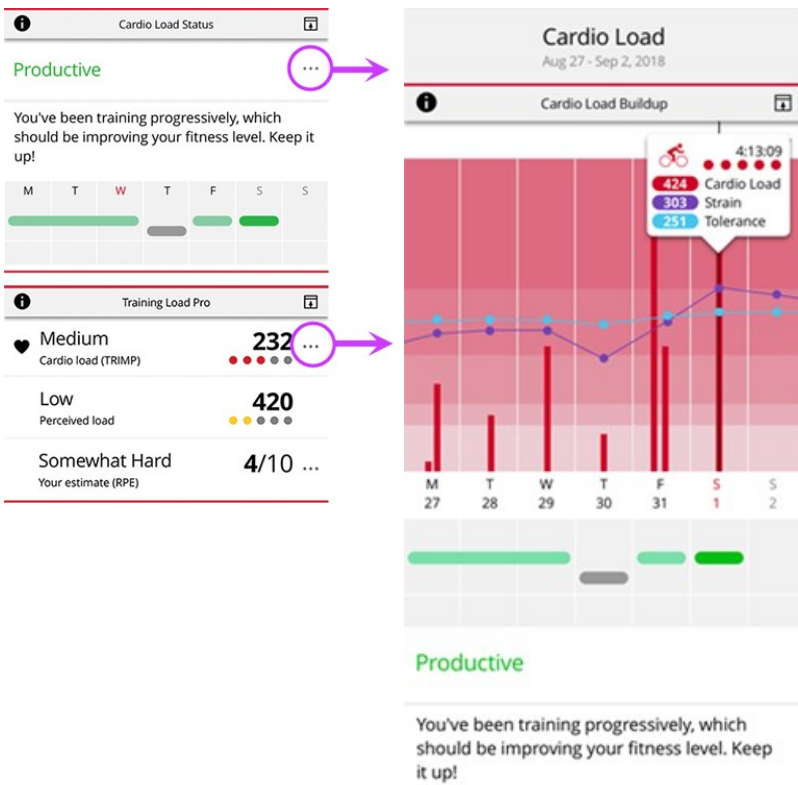 Cardio Load Status
Productive
You've been training progressively, which
should be improving your fitness level. Keep it
up!
M T W T F S S
Training Load Pro
Medium 232
Cardio load (TRIMP)
Low 420
Perceived load
Somewhat Hard 4/10
Your estimate (RPE)
Cardio Load
Aug 27 - Sep 2, 2018
Cardio Load Buildup
4:13:09
424 Cardio Load
303 Strain
251 Tolerance
M T W T F S S
27 28 29 30 31 1 2
Productive
You've been training progressively, which
should be improving your fitness level. Keep
it up!